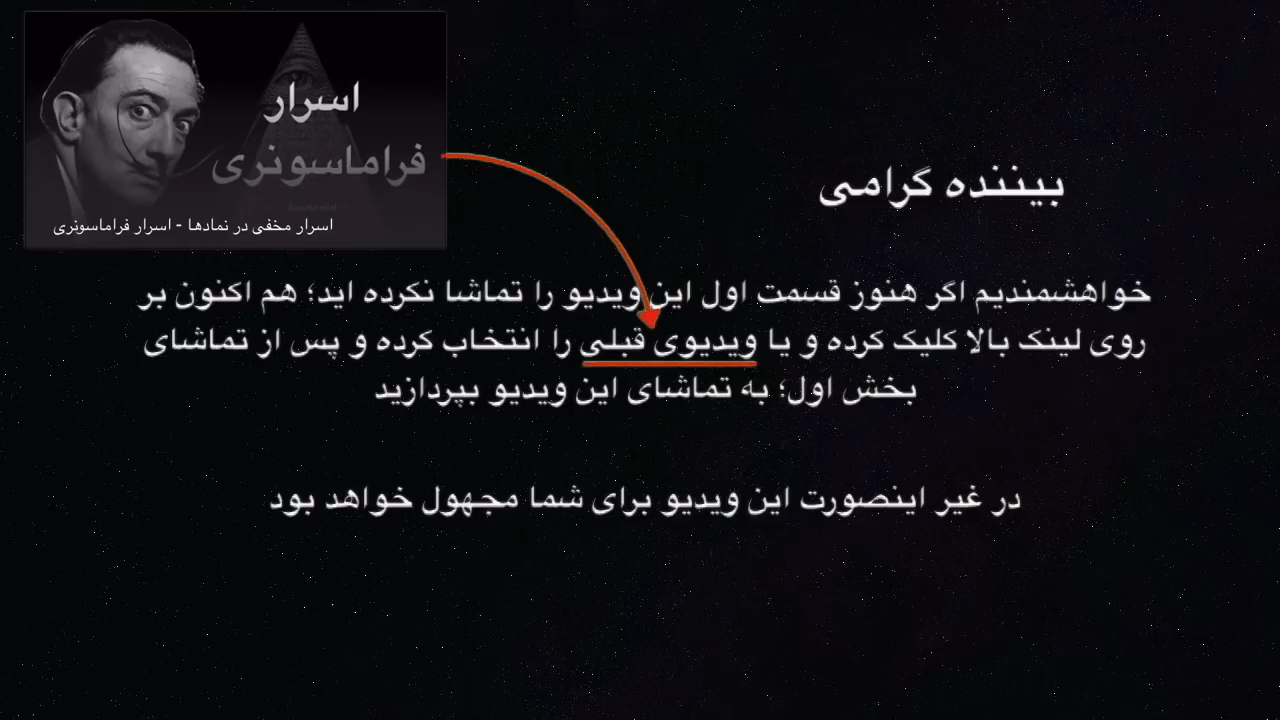 اسرار
فراماسونری
اسرار مخفی در نمادها - اسرار فراماسونری
بیننده گرامی
خواهشمندیم اگر هنوز قسمت اول این ویدیو را تماشا نکرده اید؛ هم اکنون بر
روی لینک بالا کلیک کرده و یا ویدیوی قبلی را انتخاب کرده و پس از تماشای
بخش اول؛ به تماشای این ویدیو بپردازید
در غیر اینصورت این ویدیو برای شما مجهول خواهد بود